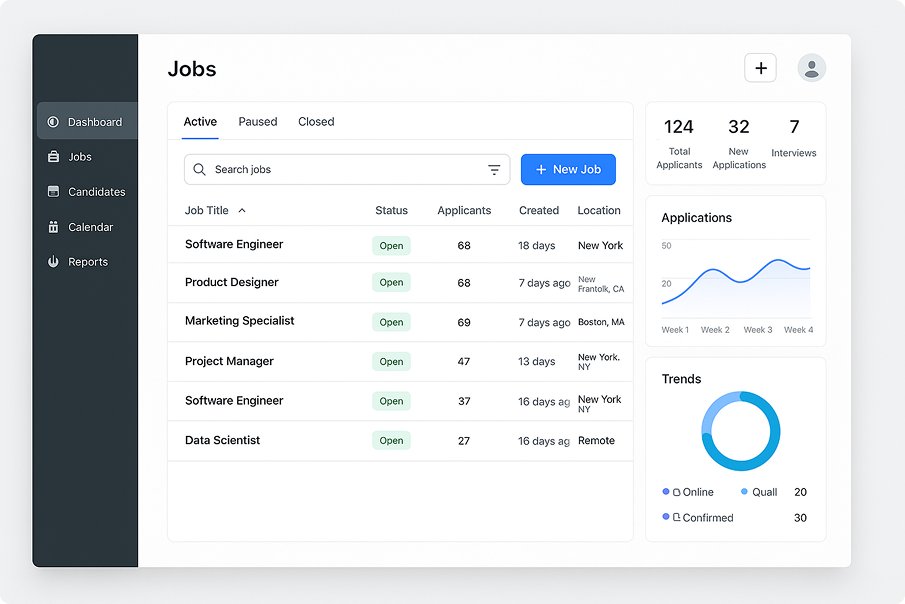 Jobs
Dashboard
Jobs
Candidates
Calendar
Reports
Active Paused Closed
Search jobs
+ New Job
Job Title Status Applicants Created Location
Software Engineer Open 68 18 days New York
Product Designer Open 68 7 days ago New
Frantolk, CA
Marketing Specialist Open 69 7 days ago Boston, MA
Project Manager Open 47 13 days New York.
NY
Software Engineer Open 37 16 days ag New York
NY
Data Scientist Open 27 16 days ag Remote
124 32 7
Total New Interviews
Applicants Applications
Applications
50
20
Week 1 Week 2 Week 3 Week 4
Trends
Online Quall 20
Confirmed 30